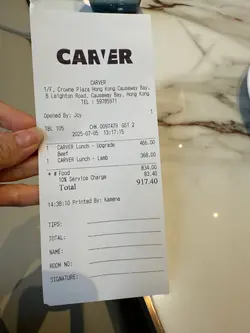 CARVER
CARVER
1/F, Crowne Plaza Hong Kong Causeway Bay,
8 Leighton Road, Causeway Bay, Hong Kong
TEL : 59785971
Opened By: Joy 1
TBL 105 CHK 0097479 GST 2
2025-07-05 13:17:15
1 CARVER Lunch - Upgrade 466.00
Beef
1 CARVER Lunch - Lamb 368.00
* # Food 834.00
10% Service Charge 83.40
Total 917.40
14:38:10 Printed By: Kamena
TIPS:
TOTAL:
NAME:
ROOM NO:
SIGNATURE: